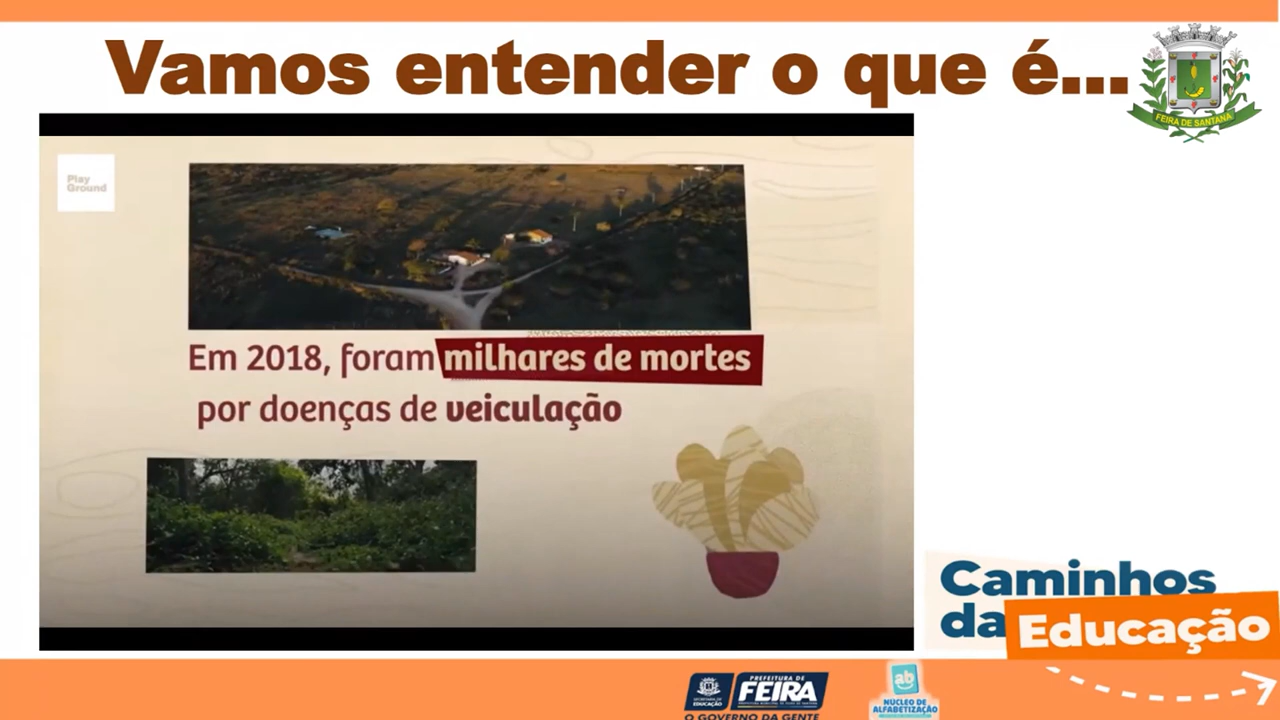 Vamos entender o que é...
FEIRA DE SANTANA
Play
Ground
Em 2018, foram milhares de mortes
por doenças de veiculação
Caminhos
da Educação
SECRETARIA DE
EDUCAÇÃO
PREFEITURA DE
FEIRA
O GOVERNO DA GENTE
ab
NÚCLEO DE
ALFABETIZAÇÃO